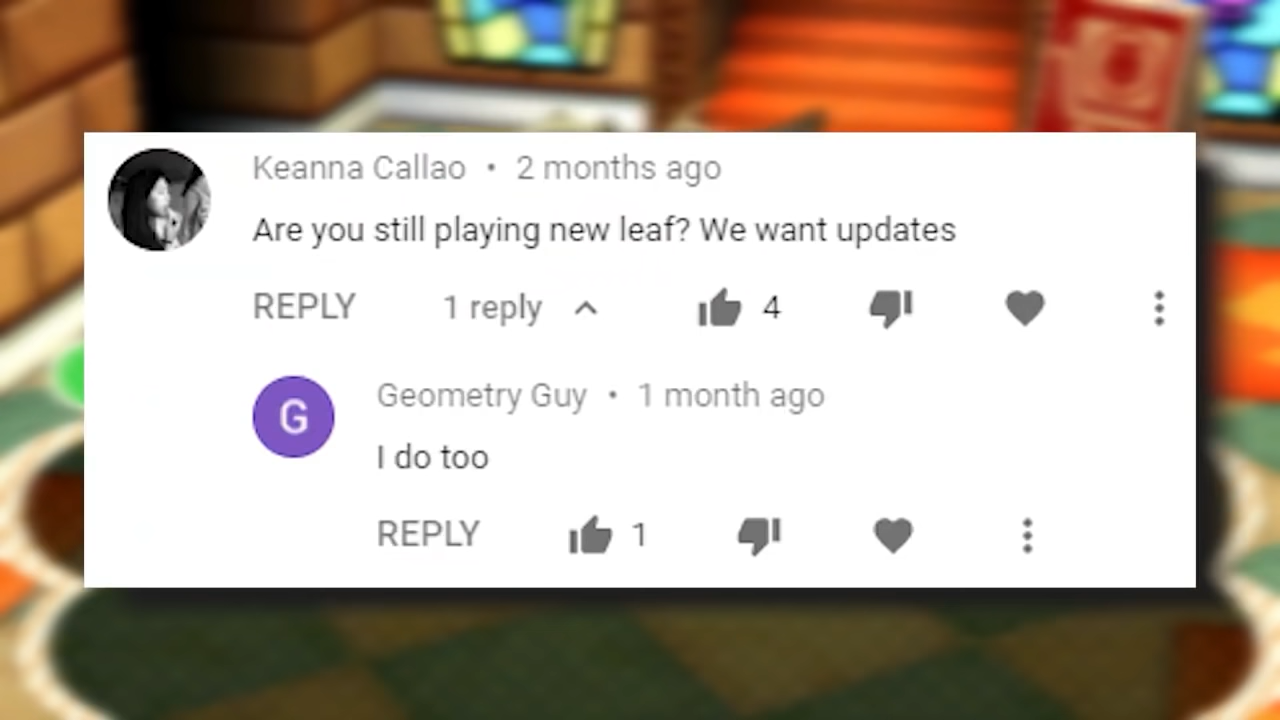 Keanna Callao • 2 months ago
Are you still playing new leaf? We want updates
REPLY 1 reply 4
G Geometry Guy • 1 month ago
I do too
REPLY 1